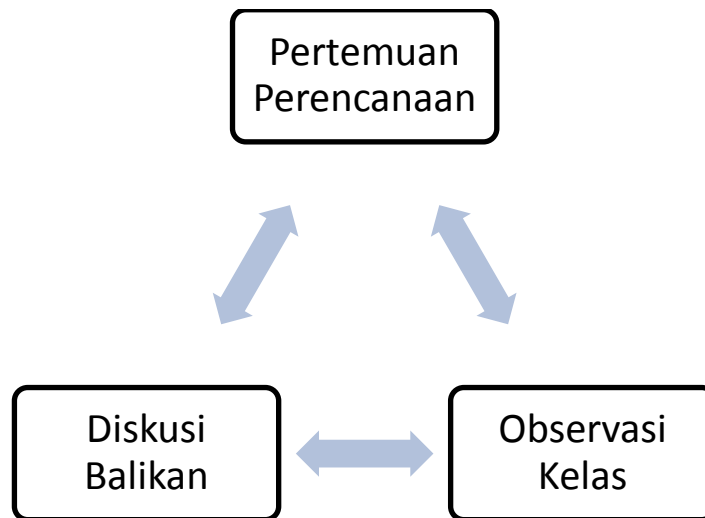 Pertemuan
Perencanaan
Diskusi
Balikan
Observasi
Kelas